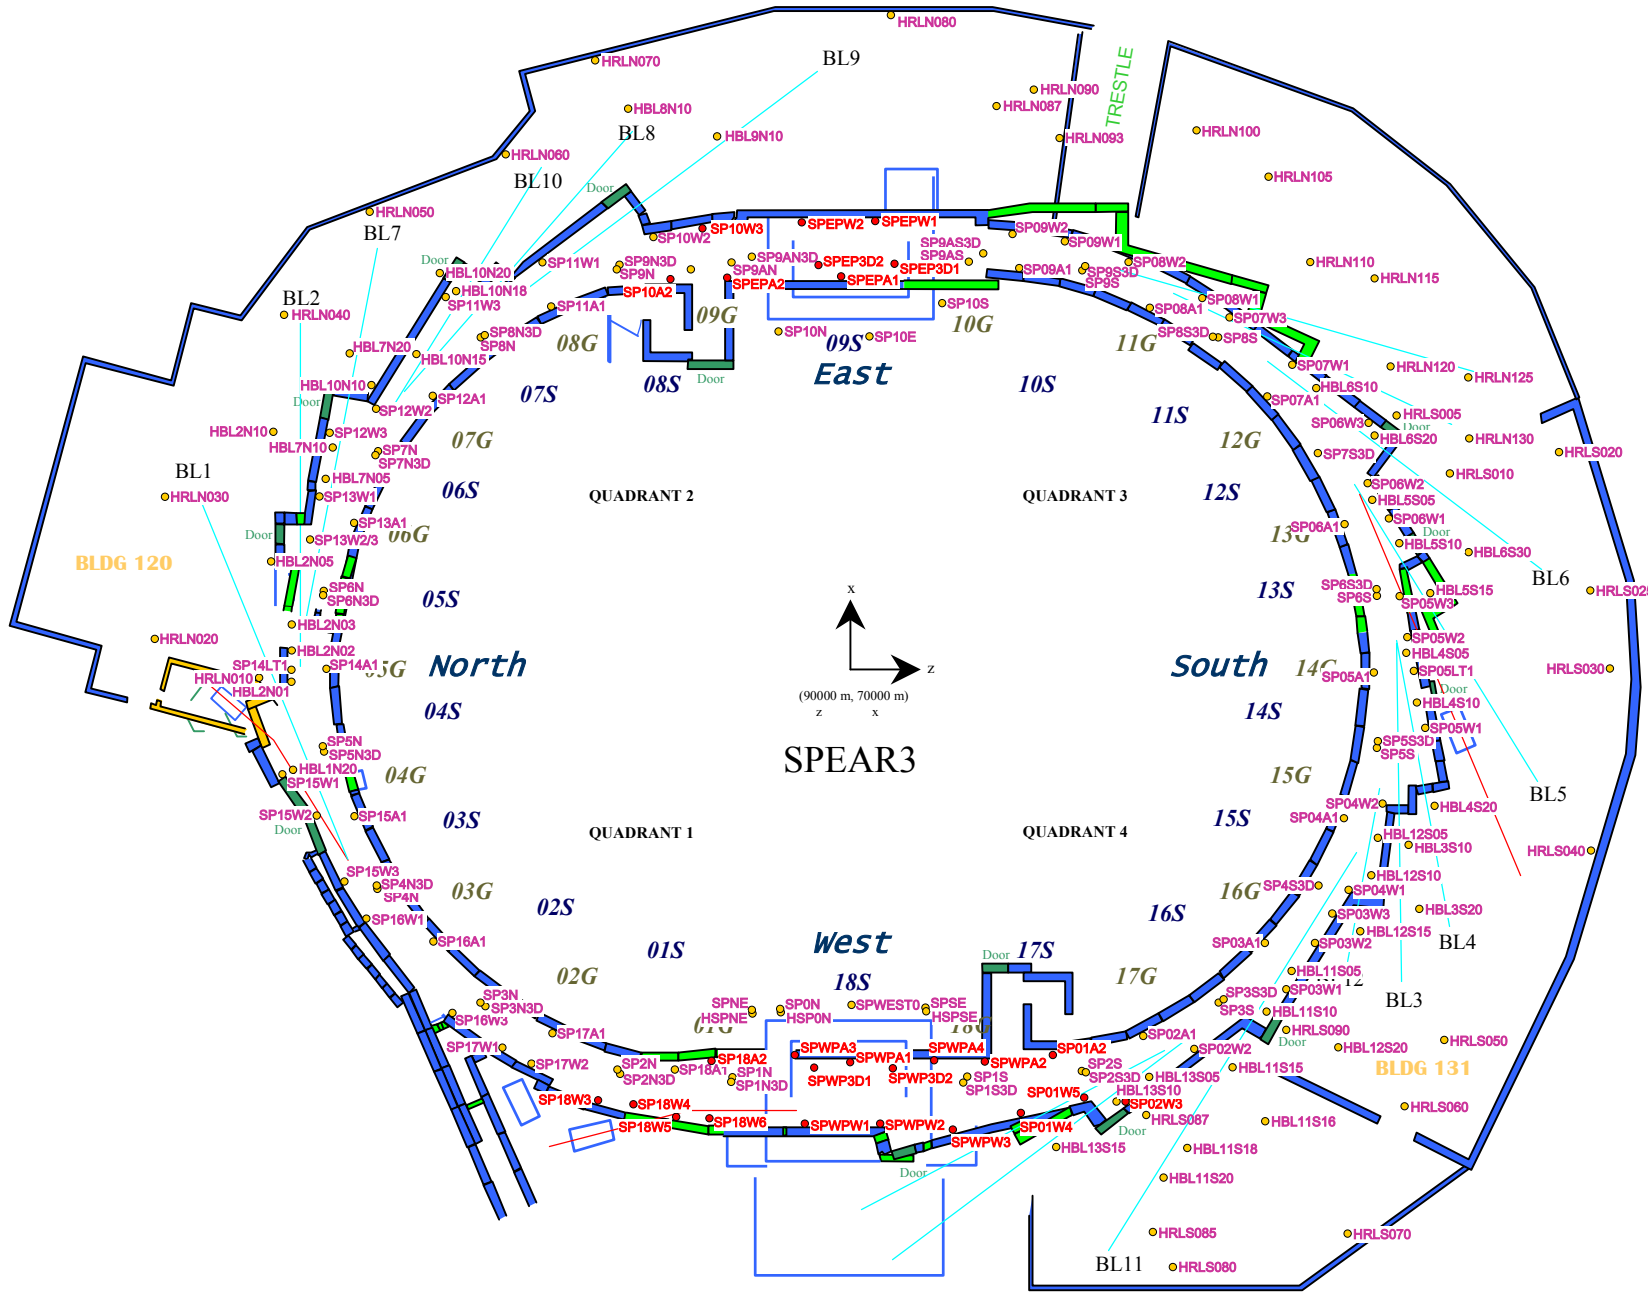 HRLN080
BL9
HRLN070
TRESTLE
HRLN090
HRLN087
HBL8N10
BL8
HBL9N10
HRLN093
HRLN100
HRLN060
BL10
HRLN105
Door
HRLN050
BL7
SP10W3
SPEPW2
SPEPW1
SP10W2
SP09W2
SP09W1
SP9AS3D
SP9AS
SP9AN3D
SP9AN
SP11W1
SP9N3D
SP9N
SPEP3D2
SPEP3D1
SPEPA2
SPEPA1
SP09A1
SP9S3D
SP9S
SP08W2
HRLN110
HRLN115
Door
HBL10N20
HBL10N18
SP11W3
SP10A2
BL2
HRLN040
SP11A1
09G
SP10S
10G
SP08W1
SP08A1
SP07W3
SP8N3D
SP8N
08G
SP10N
09S
SP10E
SP8S3D
SP8S
11G
HBL7N20
HBL10N15
Door
08S
East
10S
SP07W1
HRLN120
HRLN125
HBL10N10
07S
HBL6S10
Door
SP12W2
SP12A1
SP07A1
11S
HRLS005
SP06W3
Door
HBL2N10
SP12W3
HBL7N10
07G
12G
HBL6S20
HRLN130
SP7N
SP7N3D
SP7S3D
HRLS020
BL1
HBL7N05
HRLS010
HRLN030
SP13W1
06S
QUADRANT 2
QUADRANT 3
12S
SP06W2
HBL5S05
SP13A1
06G
SP06A1
13G
SP06W1
Door
SP13W2/3
Door
HBL5S10
HBL6S30
BLDG 120
HBL2N05
BL6
SP6N
SP6N3D
05S
x
13S
SP6S3D
SP6S
HBL5S15
SP05W3
HRLS025
HBL2N03
HRLN020
SP05W2
HBL2N02
HBL4S05
SP14LT1
SP14A1
05G
North
z
South
14G
SP05A1
SP05LT1
HRLS030
HRLN010
HBL2N01
Door
(90000 m, 70000 m)
z x
04S
14S
HBL4S10
SP05W1
SP5N
SP5N3D
SPEAR3
SP5S3D
SP5S
HBL1N20
SP15W1
04G
15G
BL5
SP15W2
Door
SP15A1
03S
QUADRANT 1
QUADRANT 4
15S
SP04W2
SP04A1
HBL4S20
HBL12S05
HBL3S10
HRLS040
SP15W3
SP4N3D
SP4N
03G
16G
SP4S3D
HBL12S10
SP04W1
02S
16S
HBL3S20
SP16W1
SP03W3
HBL12S15
SP16A1
01S
West
17S
SP03A1
SP03W2
BL4
Door
02G
18S
17G
HBL11S05
SP3N
SP3N3D
SP3S3D
SP3S
SP03W1
BL3
SP16W3
SPNE
HSPNE
SP0N
HSP0N
SPWEST0
SPSE
HSPSE
01G
18G
HBL11S10
HRLS090
Door
SP17A1
SP02A1
SP17W1
SPWPA3
SPWPA4
SP01A2
SP02W2
HBL12S20
HRLS050
SP17W2
SP2N
SP2N3D
SP18A2
SP18A1
SPWPA1
SPWPA2
SP2S
SP2S3D
HBL13S05
HBL11S15
BLDG 131
SP1N
SP1N3D
SPWP3D1
SPWP3D2
SP1S
SP1S3D
HBL13S10
SP18W3
SP18W4
SP01W5
SP02W3
HRLS060
SP18W5
SP18W6
SPWPW1
SPWPW2
SP01W4
HRLS087
Door
HBL11S16
SPWPW3
HBL13S15
HBL11S18
Door
HBL11S20
HRLS085
HRLS070
BL11
HRLS080